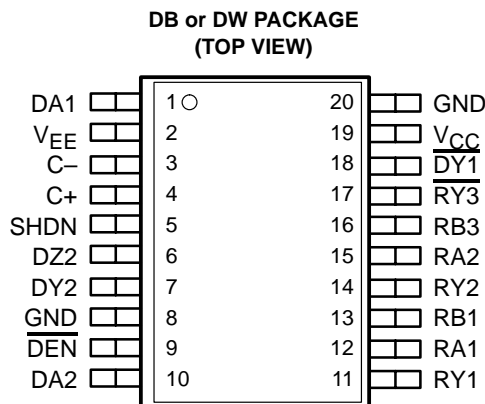 DB or DW PACKAGE
(TOP VIEW)
DA1 1 20 GND
VEE 2 19 VCC
C– 3 18 DY1
C+ 4 17 RY3
SHDN 5 16 RB3
DZ2 6 15 RA2
DY2 7 14 RY2
GND 8 13 RB1
DEN 9 12 RA1
DA2 10 11 RY1